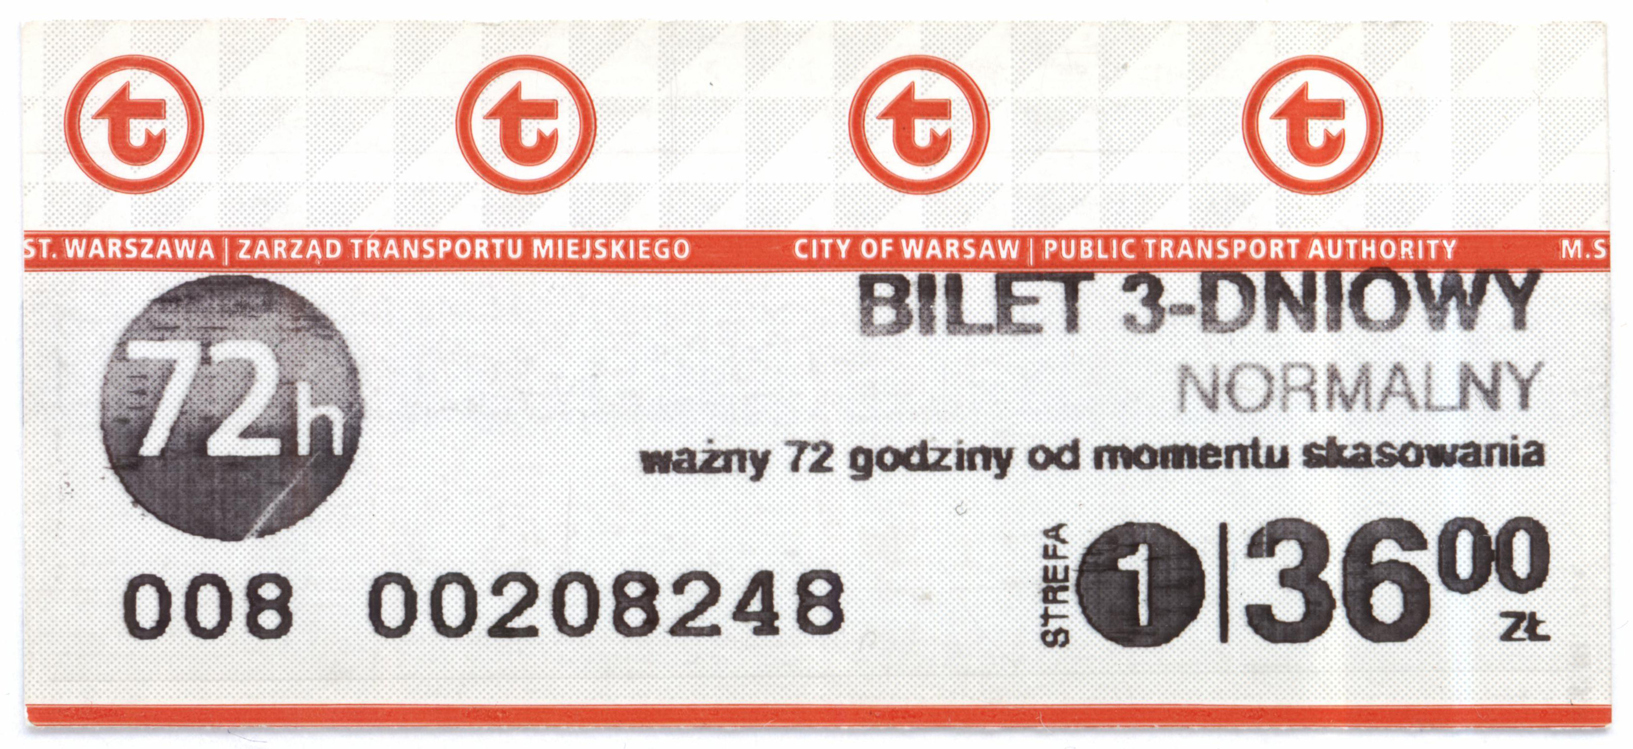 ST. WARSZAWA | ZARZĄD TRANSPORTU MIEJSKIEGO CITY OF WARSAW | PUBLIC TRANSPORT AUTHORITY M.S
BILET 3-DNIOWY
72h
NORMALNY
ważny 72 godziny od momentu skasowania
008 00208248
STREFA 1 | 3600
ZŁ